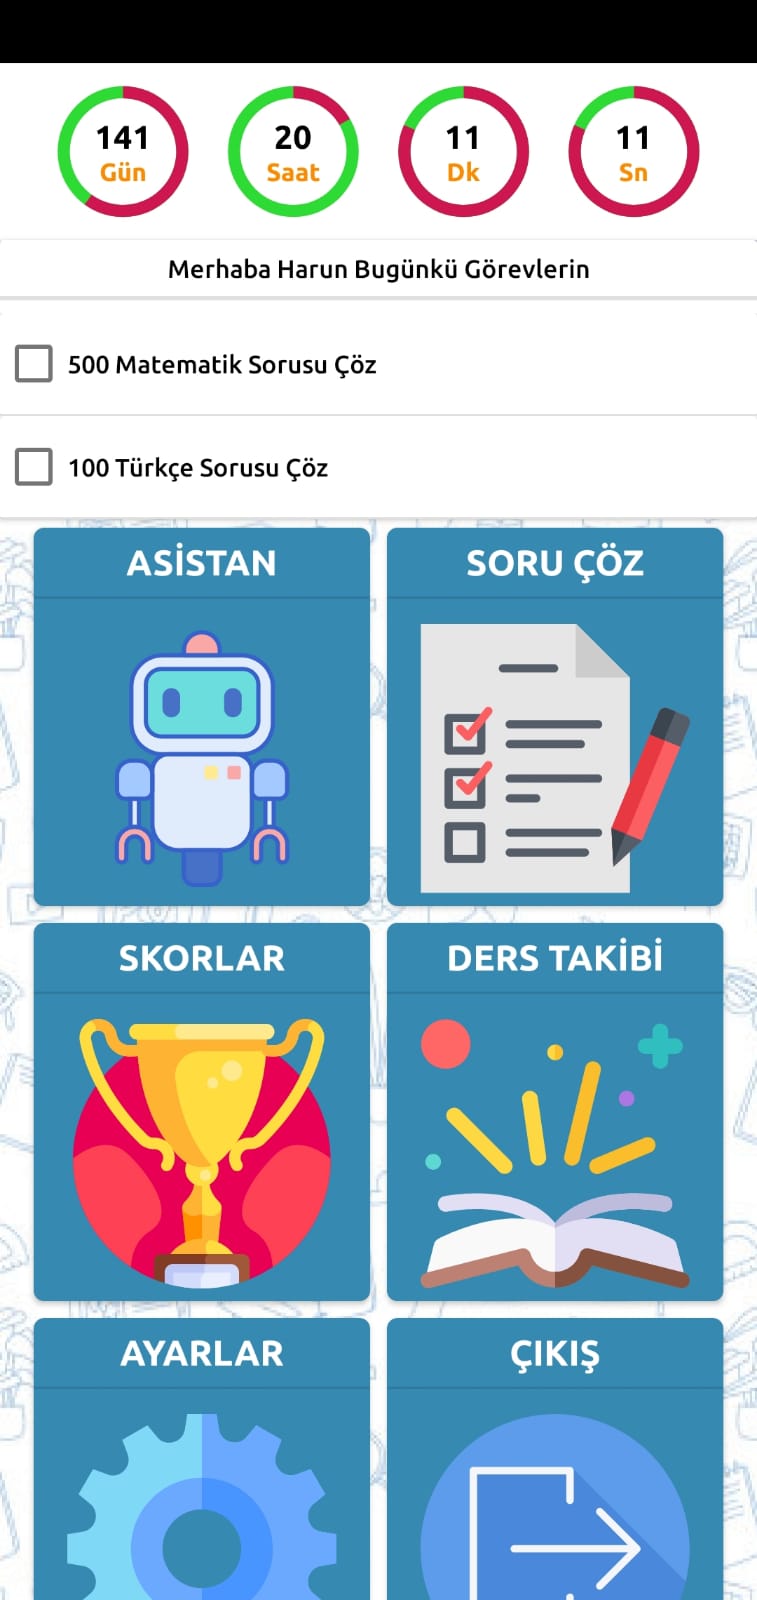 141
Gün
20
Saat
11
Dk
11
Sn
Merhaba Harun Bugünkü Görevlerin
500 Matematik Sorusu Çöz
100 Türkçe Sorusu Çöz
ASİSTAN
SORU ÇÖZ
SKORLAR
DERS TAKİBİ
AYARLAR
ÇIKIŞ